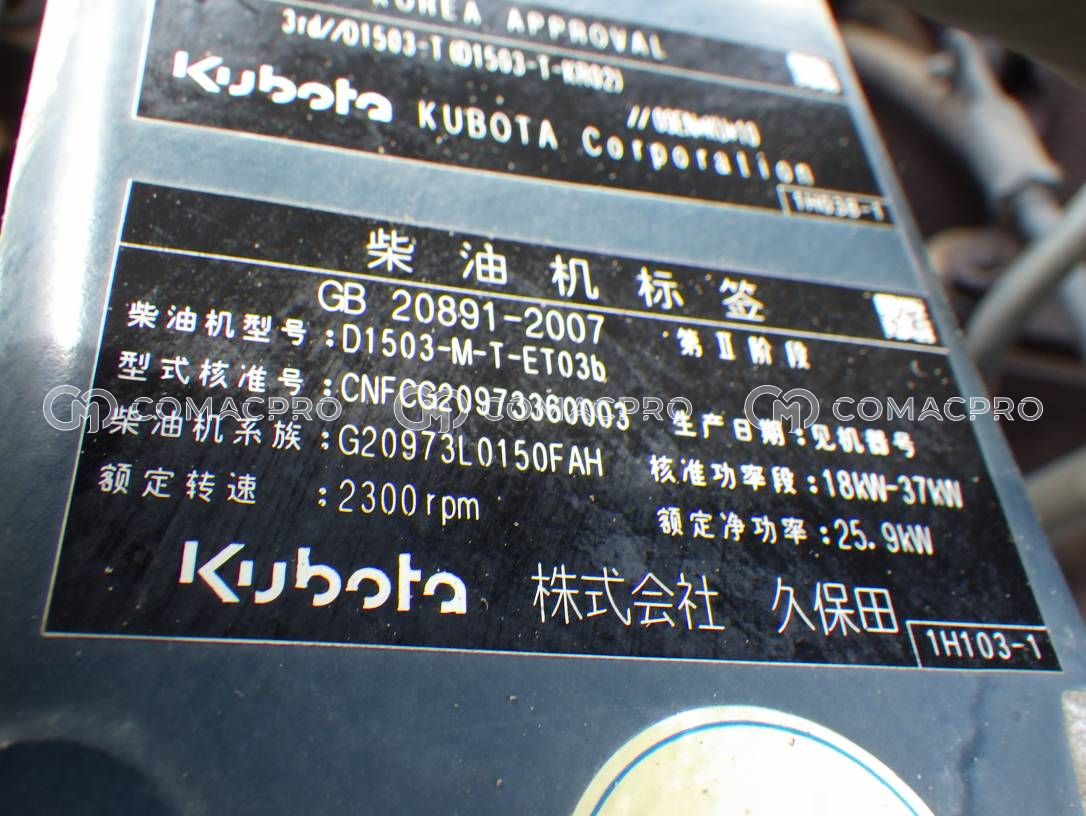 KOREA APPROVAL
3rd//D1503-T(D1503-T-KR02)
Kubota KUBOTA Corporation
1H038-1
柴油机标签
GB 20891-2007 第Ⅱ阶段
柴油机型号:D1503-M-T-ET03b
型式核准号:CNFCG20973360003 生产日期:见机器号
柴油机系族:G20973L0150FAH 核准功率段:18kW-37kW
额定转速:2300rpm 额定净功率:25.9kW
Kubota 株式会社 久保田
1H103-1
COMACPRO COMACPRO COMACPRO